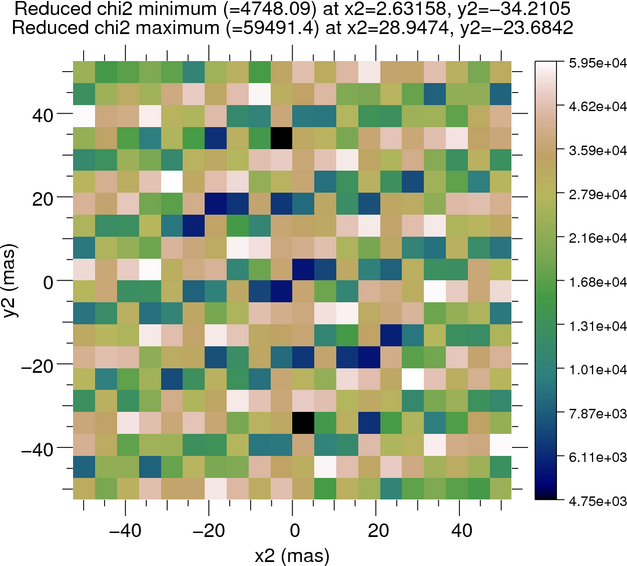 Reduced chi2 minimum (=4748.09) at x2=2.63158, y2=−34.2105
Reduced chi2 maximum (=59491.4) at x2=28.9474, y2=−23.6842
5.95e+04
4.62e+04
3.59e+04
2.79e+04
2.16e+04
1.68e+04
1.31e+04
1.01e+04
7.87e+03
6.11e+03
4.75e+03
40
20
0
−20
−40
y2 (mas)
−40 −20 0 20 40
x2 (mas)